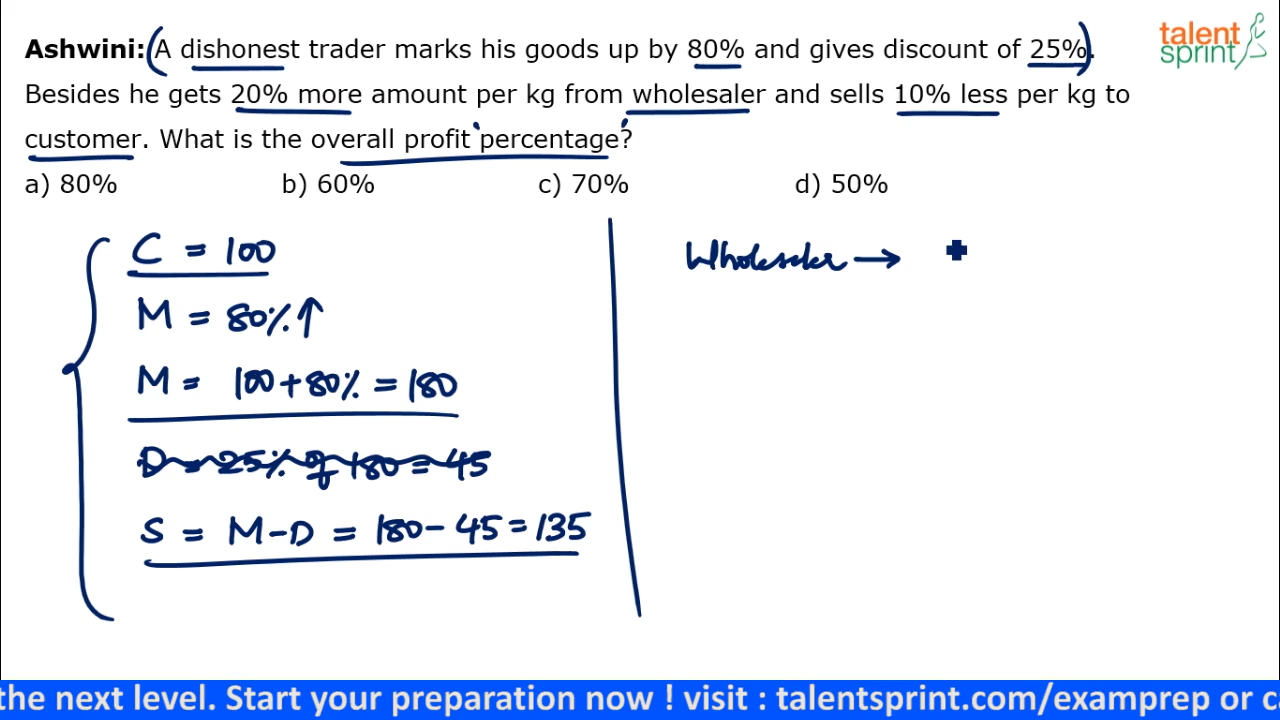 Ashwini: (A dishonest trader marks his goods up by 80% and gives discount of 25%).
talent
sprint
Besides he gets 20% more amount per kg from wholesaler and sells 10% less per kg to
customer. What is the overall profit percentage?
a) 80% b) 60% c) 70% d) 50%
C = 100
M = 80%↑
M = 100+80% = 180
D = 25% of 180 = 45
S = M-D = 180-45=135
Wholesaler →
the next level. Start your preparation now ! visit : talentsprint.com/examprep or c